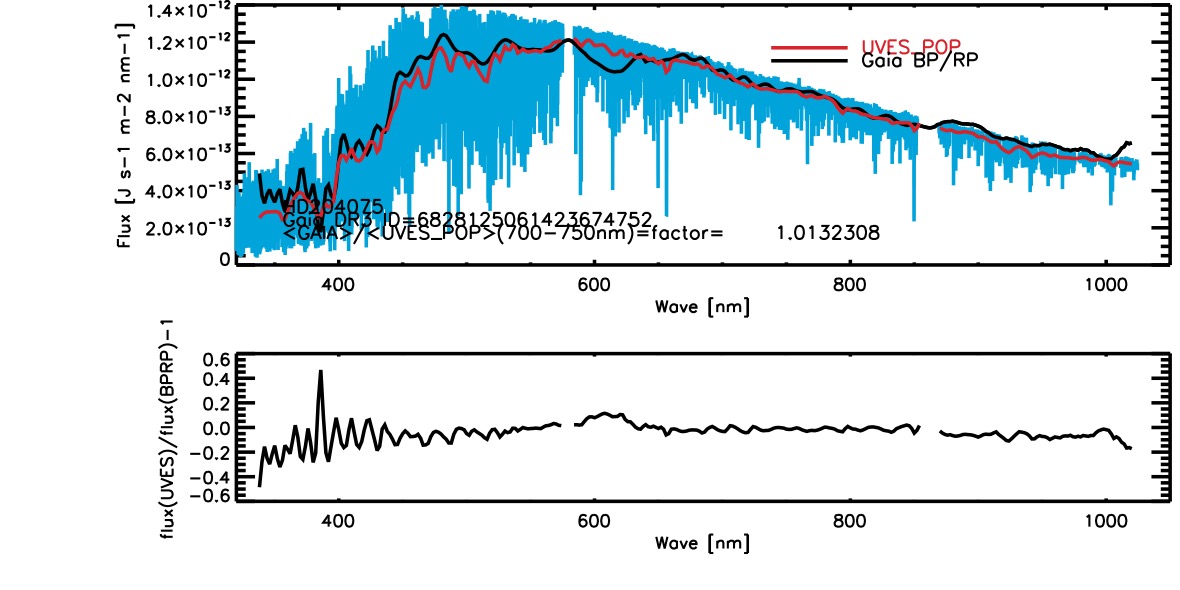 1.4×10⁻¹²
1.2×10⁻¹²
1.0×10⁻¹²
8.0×10⁻¹³
6.0×10⁻¹³
4.0×10⁻¹³
2.0×10⁻¹³
0
Flux [J s−1 m−2 nm−1]
UVES_POP
Gaia BP/RP
HD204075
Gaia DR3 ID=6828125061423674752
<GAIA>/<UVES_POP>(700−750nm)=factor= 1.0132308
400 600 800 1000
Wave [nm]
0.6
0.4
0.2
0.0
−0.2
−0.4
−0.6
flux(UVES)/flux(BPRP)−1
400 600 800 1000
Wave [nm]